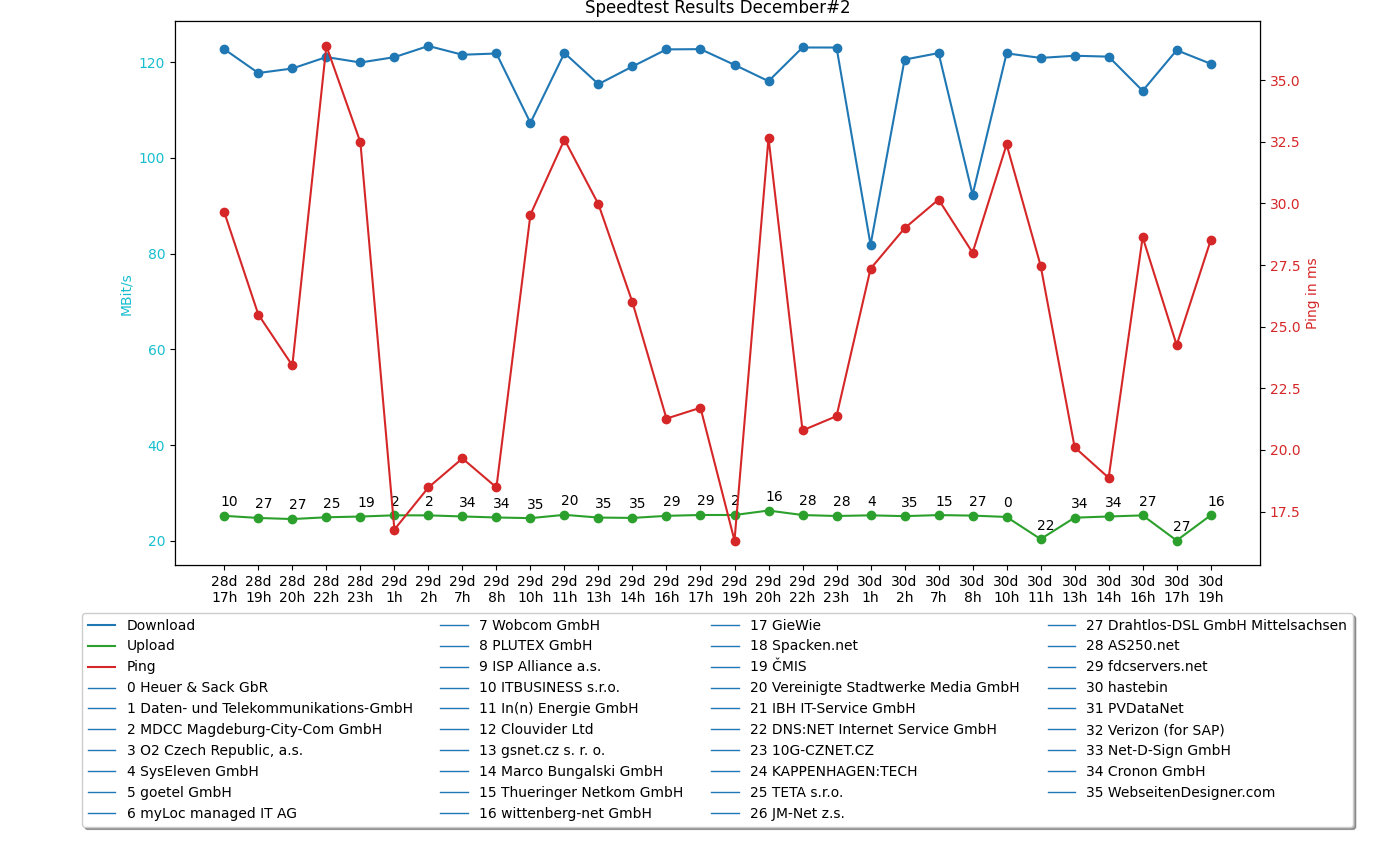 Speedtest Results December#2
120
100
80
60
40
20
MBit/s
35.0
32.5
30.0
27.5
25.0
22.5
20.0
17.5
Ping in ms
10 27 27 25 19 2 2 34 34 35 20 35 35 29 29 2 16 28 28 4 35 15 27 0 22 34 34 27 27 16
28d 28d 28d 28d 28d 29d 29d 29d 29d 29d 29d 29d 29d 29d 29d 29d 29d 29d 29d 30d 30d 30d 30d 30d 30d 30d 30d 30d 30d 30d
17h 19h 20h 22h 23h 1h 2h 7h 8h 10h 11h 13h 14h 16h 17h 19h 20h 22h 23h 1h 2h 7h 8h 10h 11h 13h 14h 16h 17h 19h
Download
Upload
Ping
0 Heuer & Sack GbR
1 Daten- und Telekommunikations-GmbH
2 MDCC Magdeburg-City-Com GmbH
3 O2 Czech Republic, a.s.
4 SysEleven GmbH
5 goetel GmbH
6 myLoc managed IT AG
7 Wobcom GmbH
8 PLUTEX GmbH
9 ISP Alliance a.s.
10 ITBUSINESS s.r.o.
11 In(n) Energie GmbH
12 Clouvider Ltd
13 gsnet.cz s. r. o.
14 Marco Bungalski GmbH
15 Thueringer Netkom GmbH
16 wittenberg-net GmbH
17 GieWie
18 Spacken.net
19 ČMIS
20 Vereinigte Stadtwerke Media GmbH
21 IBH IT-Service GmbH
22 DNS:NET Internet Service GmbH
23 10G-CZNET.CZ
24 KAPPENHAGEN:TECH
25 TETA s.r.o.
26 JM-Net z.s.
27 Drahtlos-DSL GmbH Mittelsachsen
28 AS250.net
29 fdcservers.net
30 hastebin
31 PVDataNet
32 Verizon (for SAP)
33 Net-D-Sign GmbH
34 Cronon GmbH
35 WebseitenDesigner.com